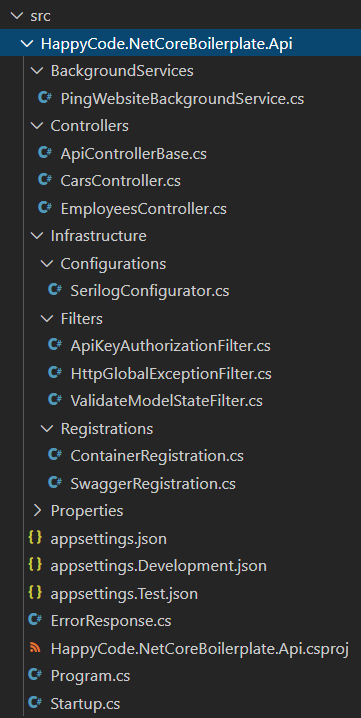 src
HappyCode.NetCoreBoilerplate.Api
BackgroundServices
PingWebsiteBackgroundService.cs
Controllers
ApiControllerBase.cs
CarsController.cs
EmployeesController.cs
Infrastructure
Configurations
SerilogConfigurator.cs
Filters
ApiKeyAuthorizationFilter.cs
HttpGlobalExceptionFilter.cs
ValidateModelStateFilter.cs
Registrations
ContainerRegistration.cs
SwaggerRegistration.cs
Properties
appsettings.json
appsettings.Development.json
appsettings.Test.json
ErrorResponse.cs
HappyCode.NetCoreBoilerplate.Api.csproj
Program.cs
Startup.cs